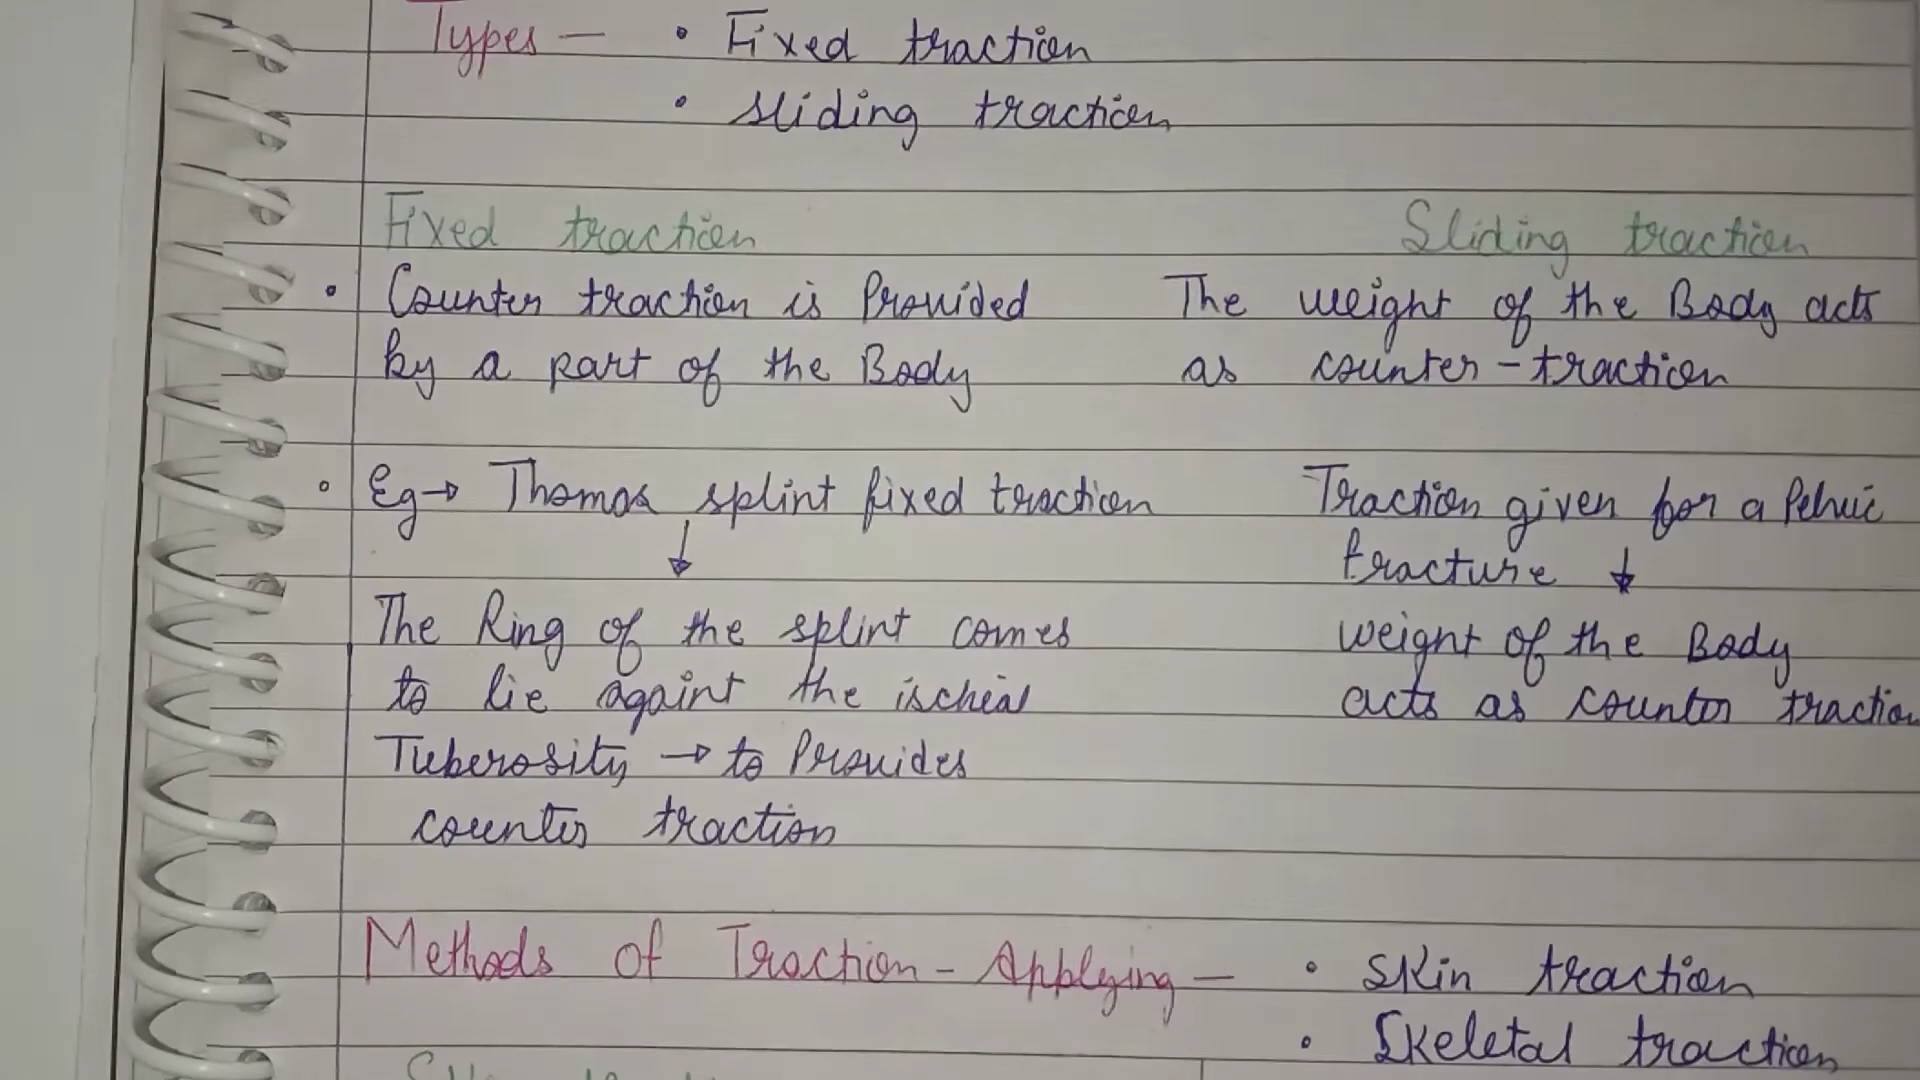 Types — • Fixed traction
• sliding traction
Fixed traction Sliding traction
• Counter traction is Provided The weight of the Body acts
by a part of the Body as counter-traction
• Eg→ Thomas splint fixed traction Traction given for a Pelvic
↓ fracture ↓
The Ring of the splint comes weight of the Body
to lie againt the ischial acts as counter traction
Tuberosity → to Provides
counter traction
Methods of Traction - Applying — • Skin traction
• Skeletal traction